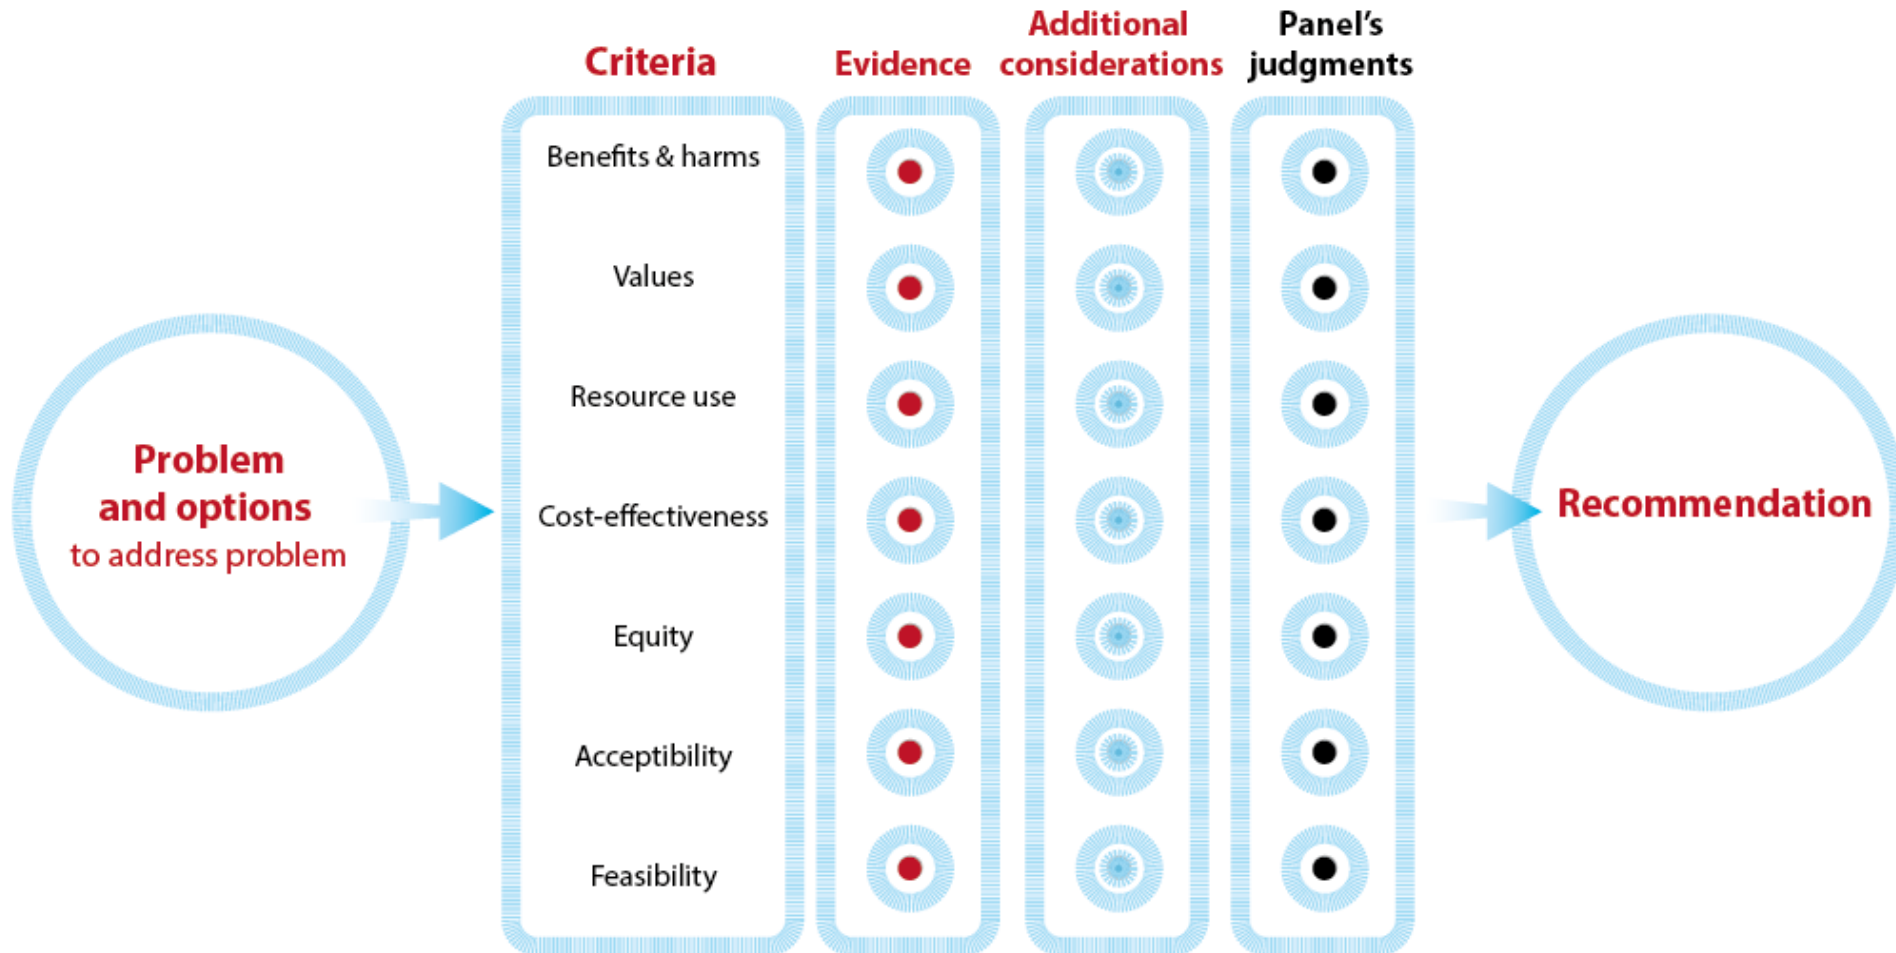 Problem
and options
to address problem
Criteria
Evidence
Additional
considerations
Panel’s
judgments
Benefits & harms
Values
Resource use
Cost-effectiveness
Equity
Acceptibility
Feasibility
Recommendation